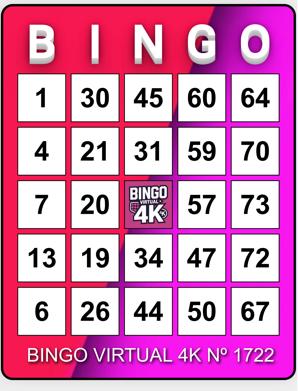 B I N G O
1 30 45 60 64
4 21 31 59 70
7 20 BINGO VIRTUAL 4K 57 73
13 19 34 47 72
6 26 44 50 67
BINGO VIRTUAL 4K Nº 1722